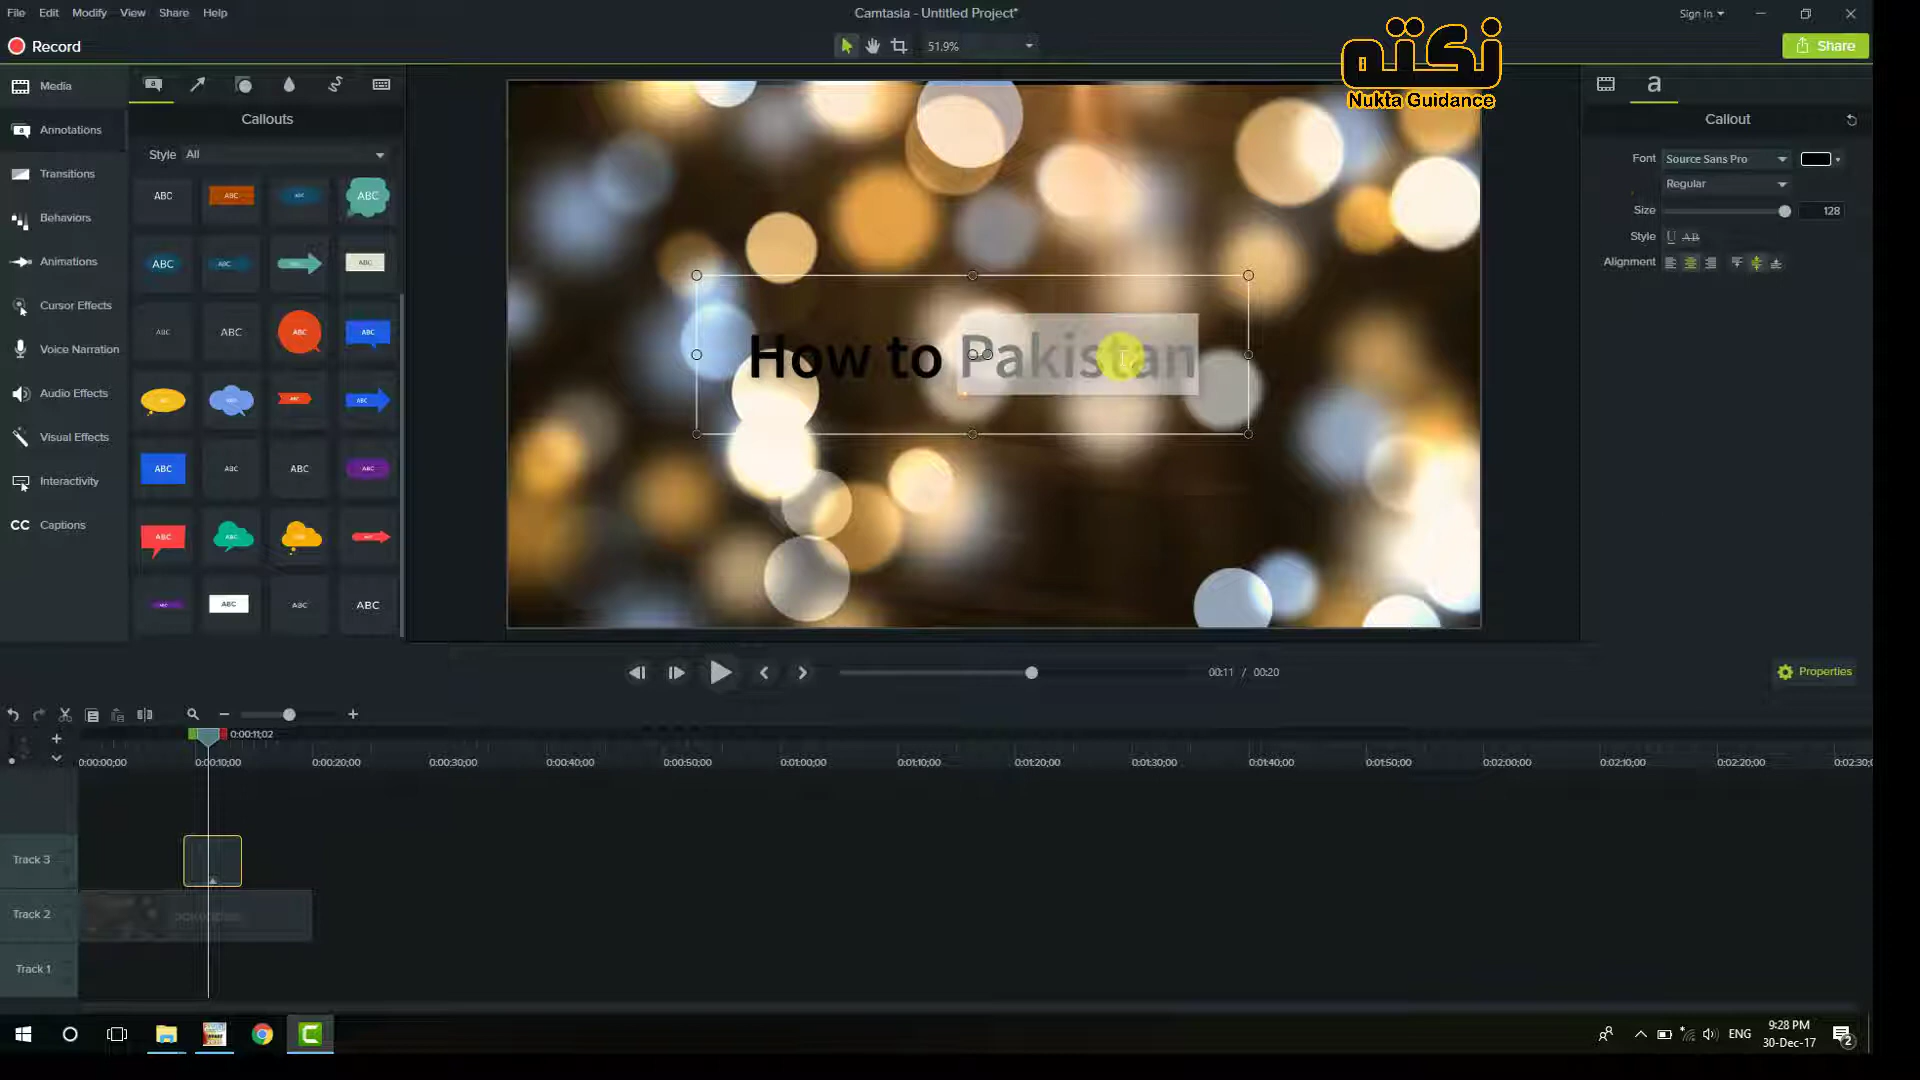 File Edit Modify View Share Help
Camtasia - Untitled Project*
Sign In
Record
51.9%
Share
نکتہ
Nukta Guidance
Media
Annotations
Transitions
Behaviors
Animations
Cursor Effects
Voice Narration
Audio Effects
Visual Effects
Interactivity
CC Captions
Callouts
Style All
ABC ABC ABC ABC
ABC ABC ABC ABC
ABC ABC ABC ABC
ABC ABC ABC ABC
ABC ABC ABC ABC
ABC ABC ABC ABC
ABC ABC ABC ABC
How to Pakistan
a
Callout
Font Source Sans Pro
Regular
Size 128
Style U AB
Alignment
00:11 / 00:20
Properties
0:00:11;02
0:00:00;00 0:00:10;00 0:00:20;00 0:00:30;00 0:00:40;00 0:00:50;00 0:01:00;00 0:01:10;00 0:01:20;00 0:01:30;00 0:01:40;00 0:01:50;00 0:02:00;00 0:02:10;00 0:02:20;00
Track 3
Track 2
Track 1
ENG
9:28 PM
30-Dec-17
2